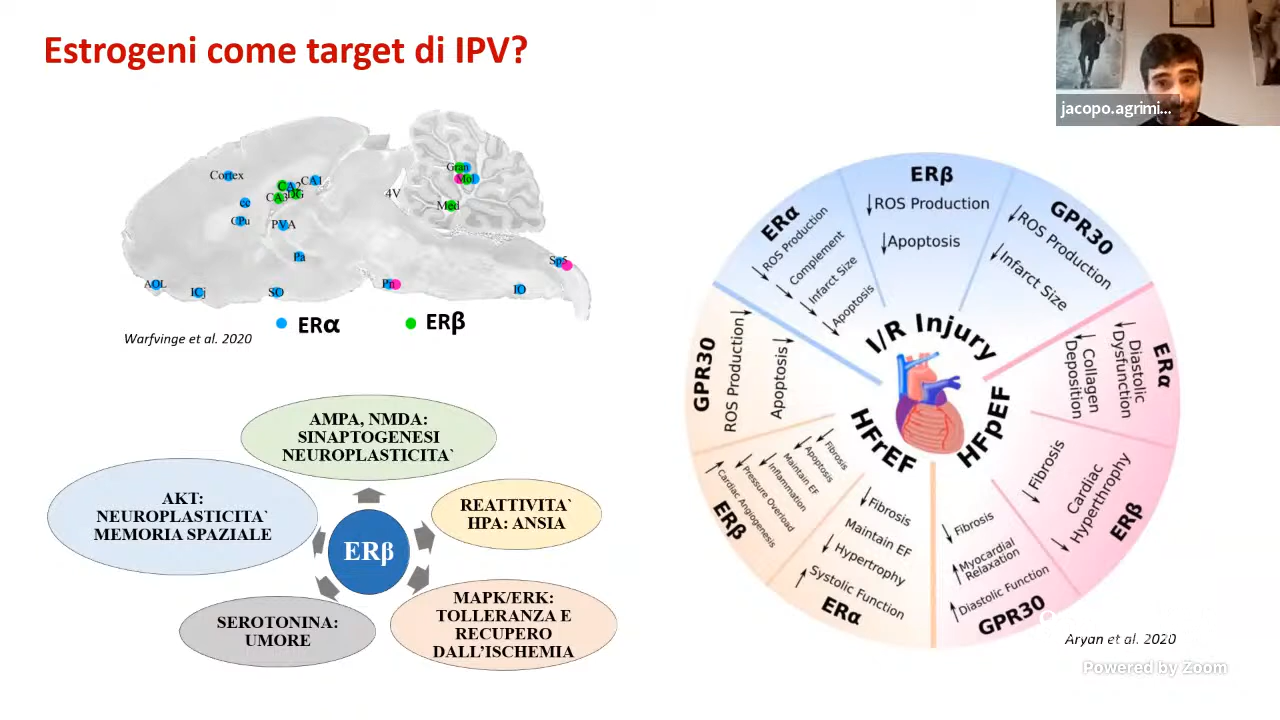 Estrogeni come target di IPV?
jacopo.agrimi...
Cortex
CA1
CA2
CA3
DG
cc
CPu
PVA
4V
Gran
Mol
Med
Pa
Sp5
AOL
ICj
SO
Pn
IO
ERα
ERβ
Warfvinge et al. 2020
AMPA, NMDA:
SINAPTOGENESI
NEUROPLASTICITA`
AKT:
NEUROPLASTICITA`
MEMORIA SPAZIALE
REATTIVITA`
HPA: ANSIA
ERβ
SEROTONINA:
UMORE
MAPK/ERK:
TOLLERANZA E
RECUPERO
DALL’ISCHEMIA
I/R Injury
ERα
↓ROS Production
↓Complement
↓Infarct Size
↓Apoptosis
ERβ
↓ROS Production
↓Apoptosis
GPR30
↓ROS Production
↓Infarct Size
HFpEF
ERα
↓Diastolic
Dysfunction
↓Collagen
Deposition
ERβ
↓Fibrosis
↓Cardiac
Hyperthrophy
GPR30
↓Fibrosis
↑Myocardial
Relaxation
↑Diastolic Function
HFrEF
ERα
↓Fibrosis
Maintain EF
↓Hypertrophy
↑Systolic Function
ERβ
↓Fibrosis
↓Apoptosis
Maintain EF
↓Inflammation
↓Pressure Overload
↑Cardiac Angiogenesis
GPR30
↓ROS Production
↓Apoptosis
Aryan et al. 2020
Powered by Zoom